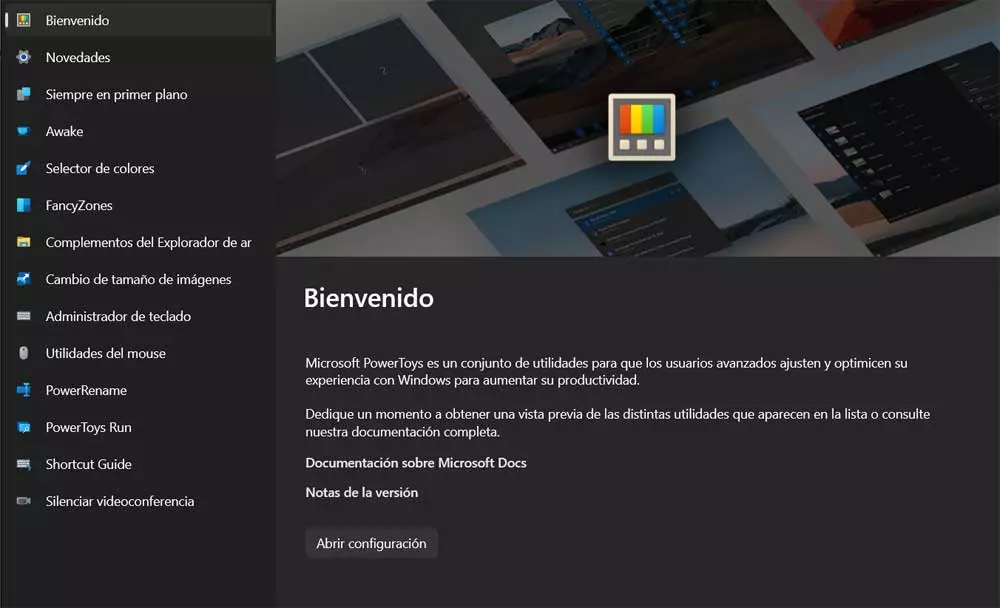 Bienvenido
Novedades
Siempre en primer plano
Awake
Selector de colores
FancyZones
Complementos del Explorador de ar
Cambio de tamaño de imágenes
Administrador de teclado
Utilidades del mouse
PowerRename
PowerToys Run
Shortcut Guide
Silenciar videoconferencia
2
3
Bienvenido
Microsoft PowerToys es un conjunto de utilidades para que los usuarios avanzados ajusten y optimicen su
experiencia con Windows para aumentar su productividad.
Dedique un momento a obtener una vista previa de las distintas utilidades que aparecen en la lista o consulte
nuestra documentación completa.
Documentación sobre Microsoft Docs
Notas de la versión
Abrir configuración